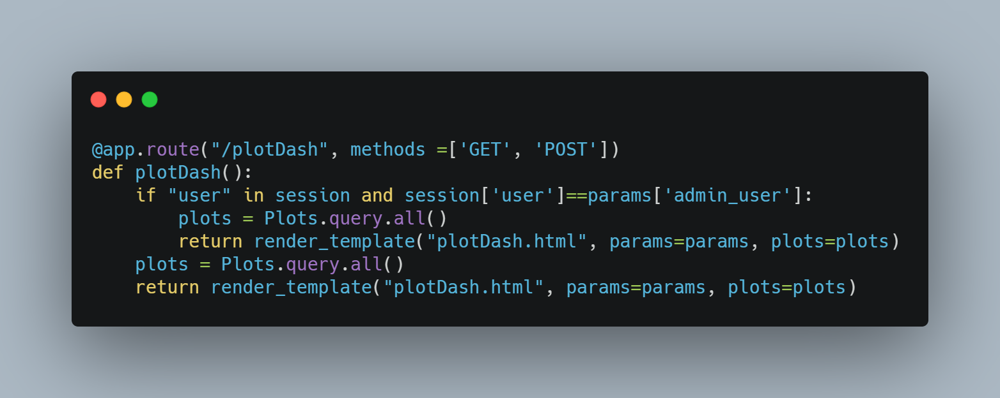 @app.route("/plotDash", methods =['GET', 'POST'])
def plotDash():
    if "user" in session and session['user']==params['admin_user']:
        plots = Plots.query.all()
        return render_template("plotDash.html", params=params, plots=plots)
    plots = Plots.query.all()
    return render_template("plotDash.html", params=params, plots=plots)